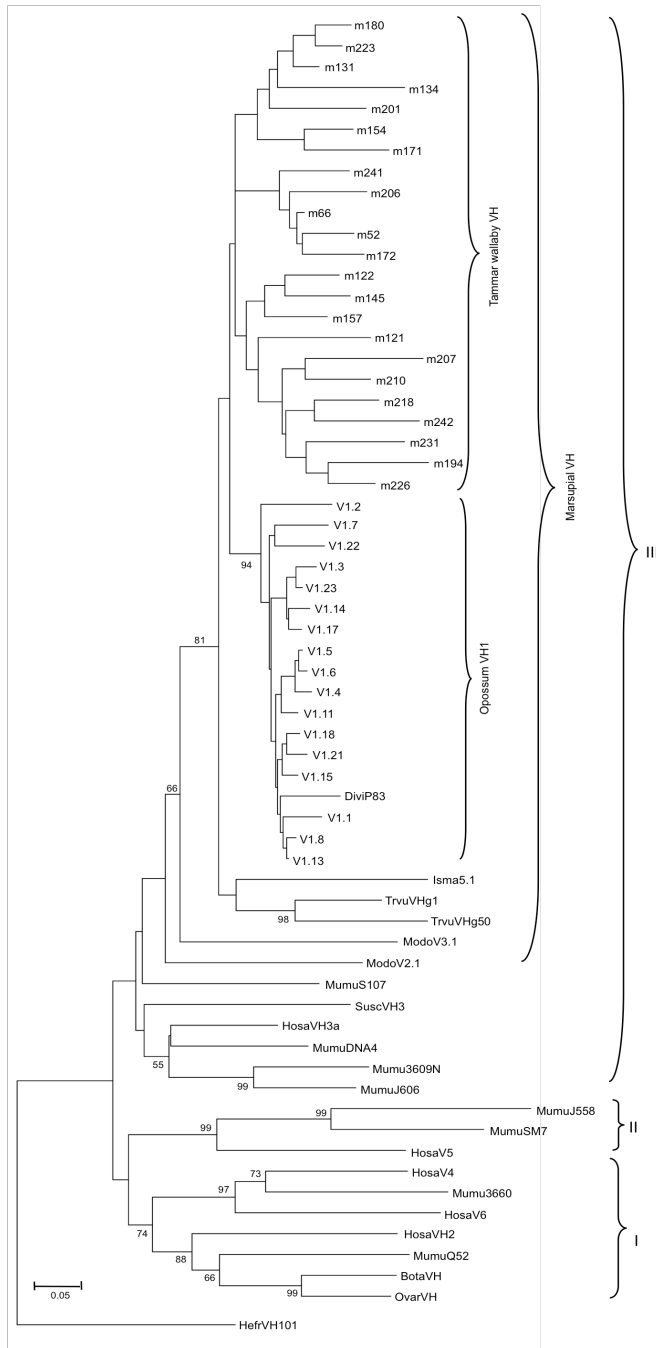 m180
m223
m131
m134
m201
m154
m171
m241
m206
m66
m52
m172
m122
m145
m157
m121
m207
m210
m218
m242
m231
m194
m226
Tammar wallaby VH
V1.2
V1.7
94
V1.22
V1.3
V1.23
V1.14
V1.17
81
V1.5
V1.6
V1.4
V1.11
V1.18
V1.21
V1.15
66
DiviP83
V1.1
V1.8
V1.13
Opossum VH1
Isma5.1
TrvuVHg1
98
TrvuVHg50
ModoV3.1
ModoV2.1
Marsupial VH
MumuS107
SuscVH3
HosaVH3a
MumuDNA4
55
Mumu3609N
99
MumuJ606
III
99
MumuJ558
99
MumuSM7
HosaV5
II
73
HosaV4
97
Mumu3660
HosaV6
74
HosaVH2
88
MumuQ52
66
BotaVH
99
OvarVH
I
0.05
HefrVH101